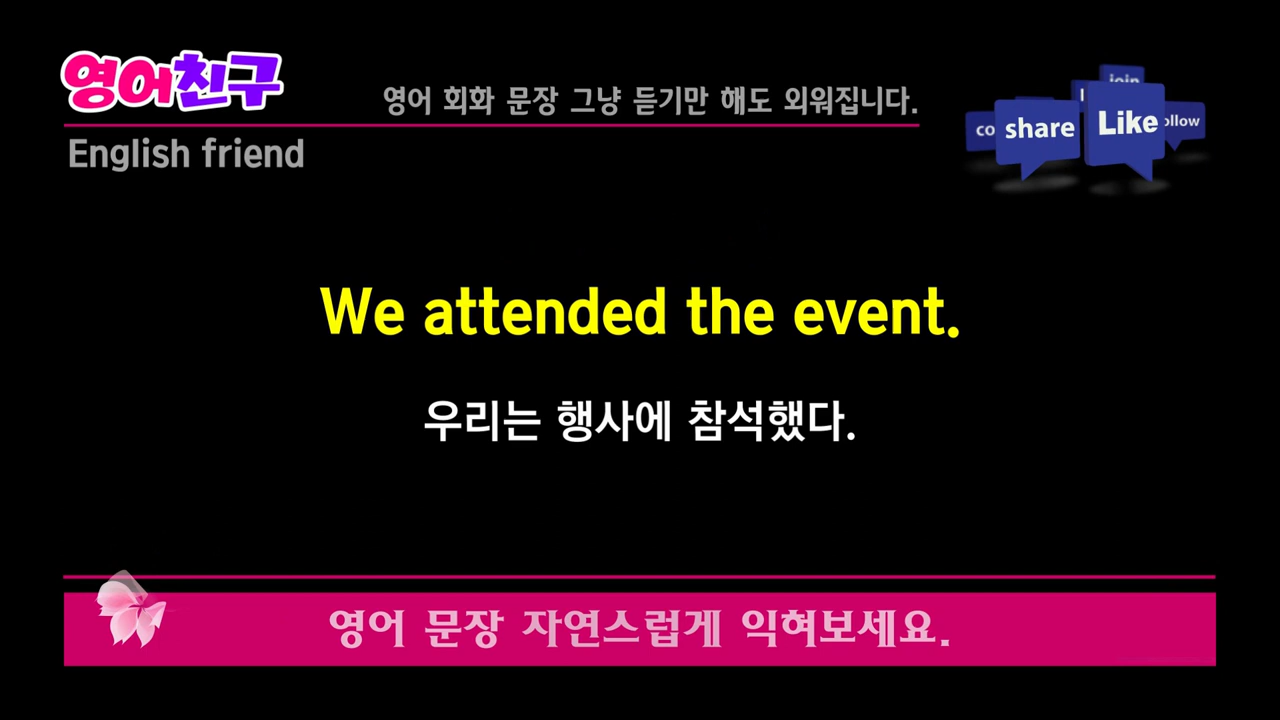 영어친구
영어 회화 문장 그냥 듣기만 해도 외워집니다.
English friend
join
share
Like
We attended the event.
우리는 행사에 참석했다.
영어 문장 자연스럽게 익혀보세요.